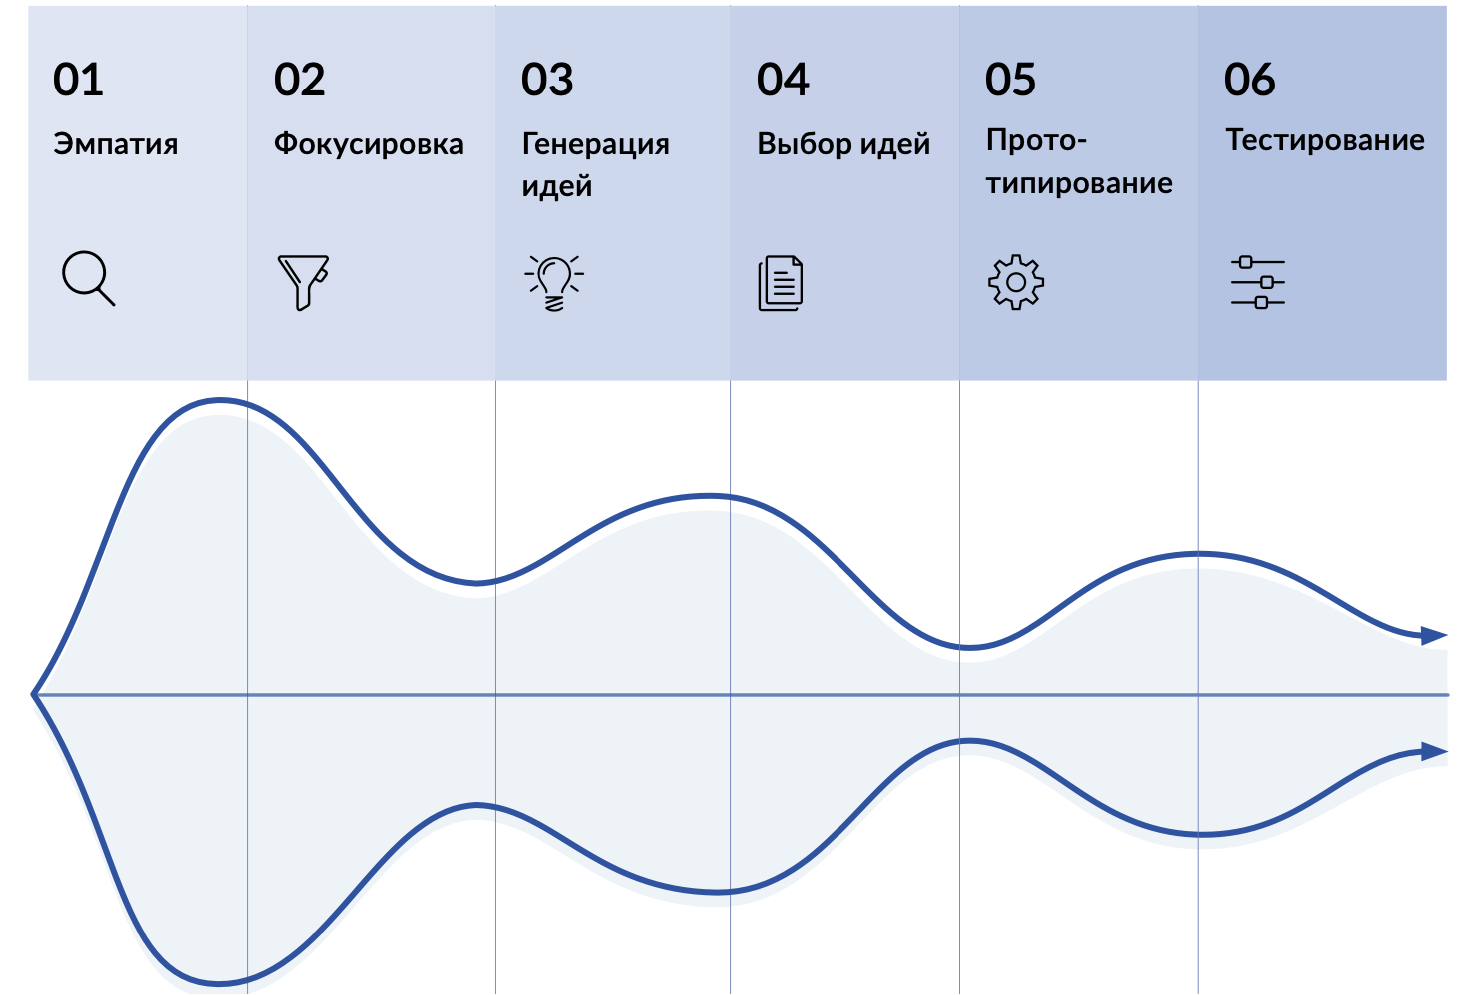 01
Эмпатия
02
Фокусировка
03
Генерация
идей
04
Выбор идей
05
Прото-
типирование
06
Тестирование